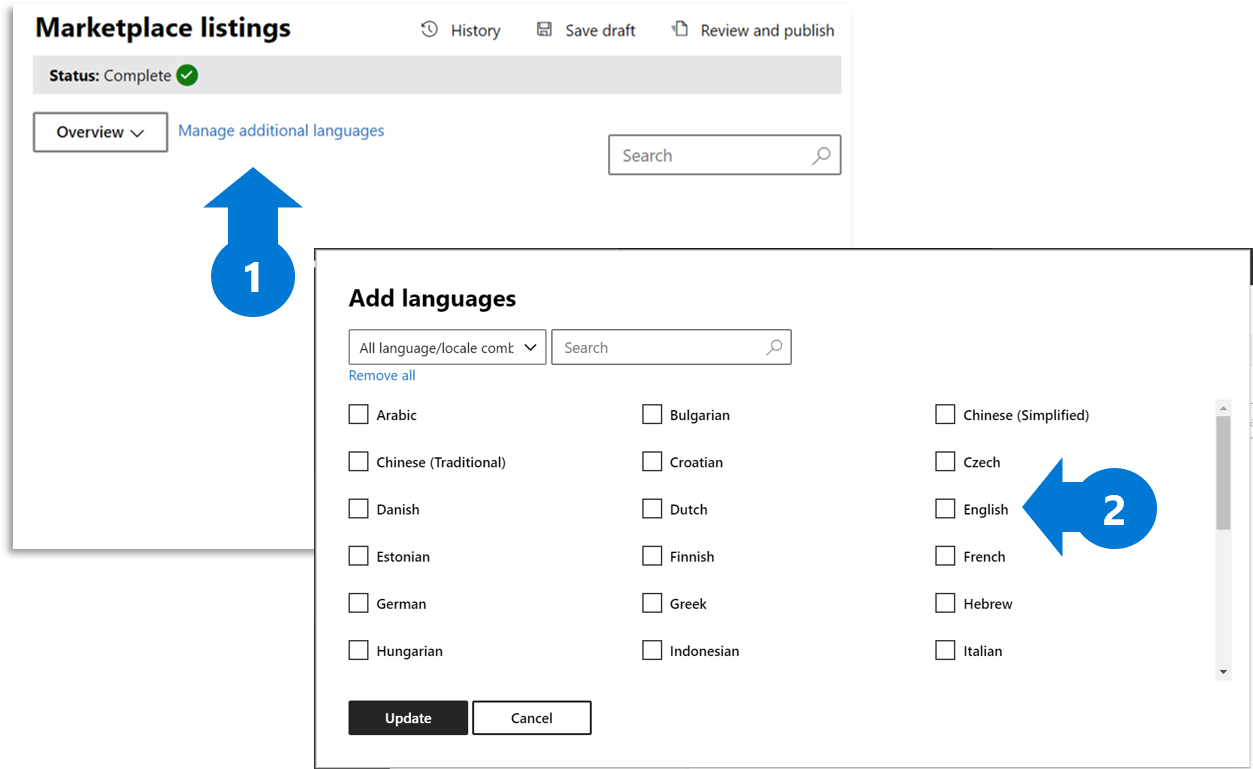 Marketplace listings
History
Save draft
Review and publish
Status: Complete
Overview
Manage additional languages
Search
1
Add languages
All language/locale comb
Search
Remove all
Arabic
Bulgarian
Chinese (Simplified)
Chinese (Traditional)
Croatian
Czech
Danish
Dutch
English
2
Estonian
Finnish
French
German
Greek
Hebrew
Hungarian
Indonesian
Italian
Update
Cancel